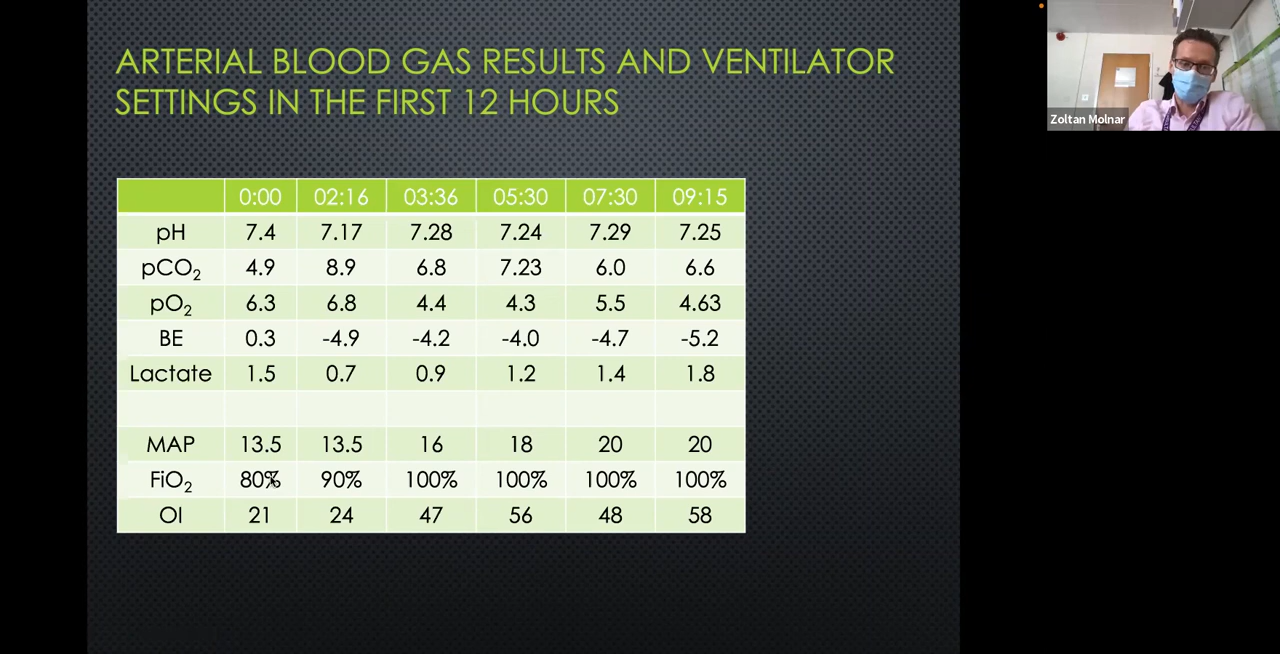 ARTERIAL BLOOD GAS RESULTS AND VENTILATOR
SETTINGS IN THE FIRST 12 HOURS
Zoltan Molnar
0:00 02:16 03:36 05:30 07:30 09:15
pH 7.4 7.17 7.28 7.24 7.29 7.25
pCO₂ 4.9 8.9 6.8 7.23 6.0 6.6
pO₂ 6.3 6.8 4.4 4.3 5.5 4.63
BE 0.3 -4.9 -4.2 -4.0 -4.7 -5.2
Lactate 1.5 0.7 0.9 1.2 1.4 1.8
MAP 13.5 13.5 16 18 20 20
FiO₂ 80% 90% 100% 100% 100% 100%
OI 21 24 47 56 48 58